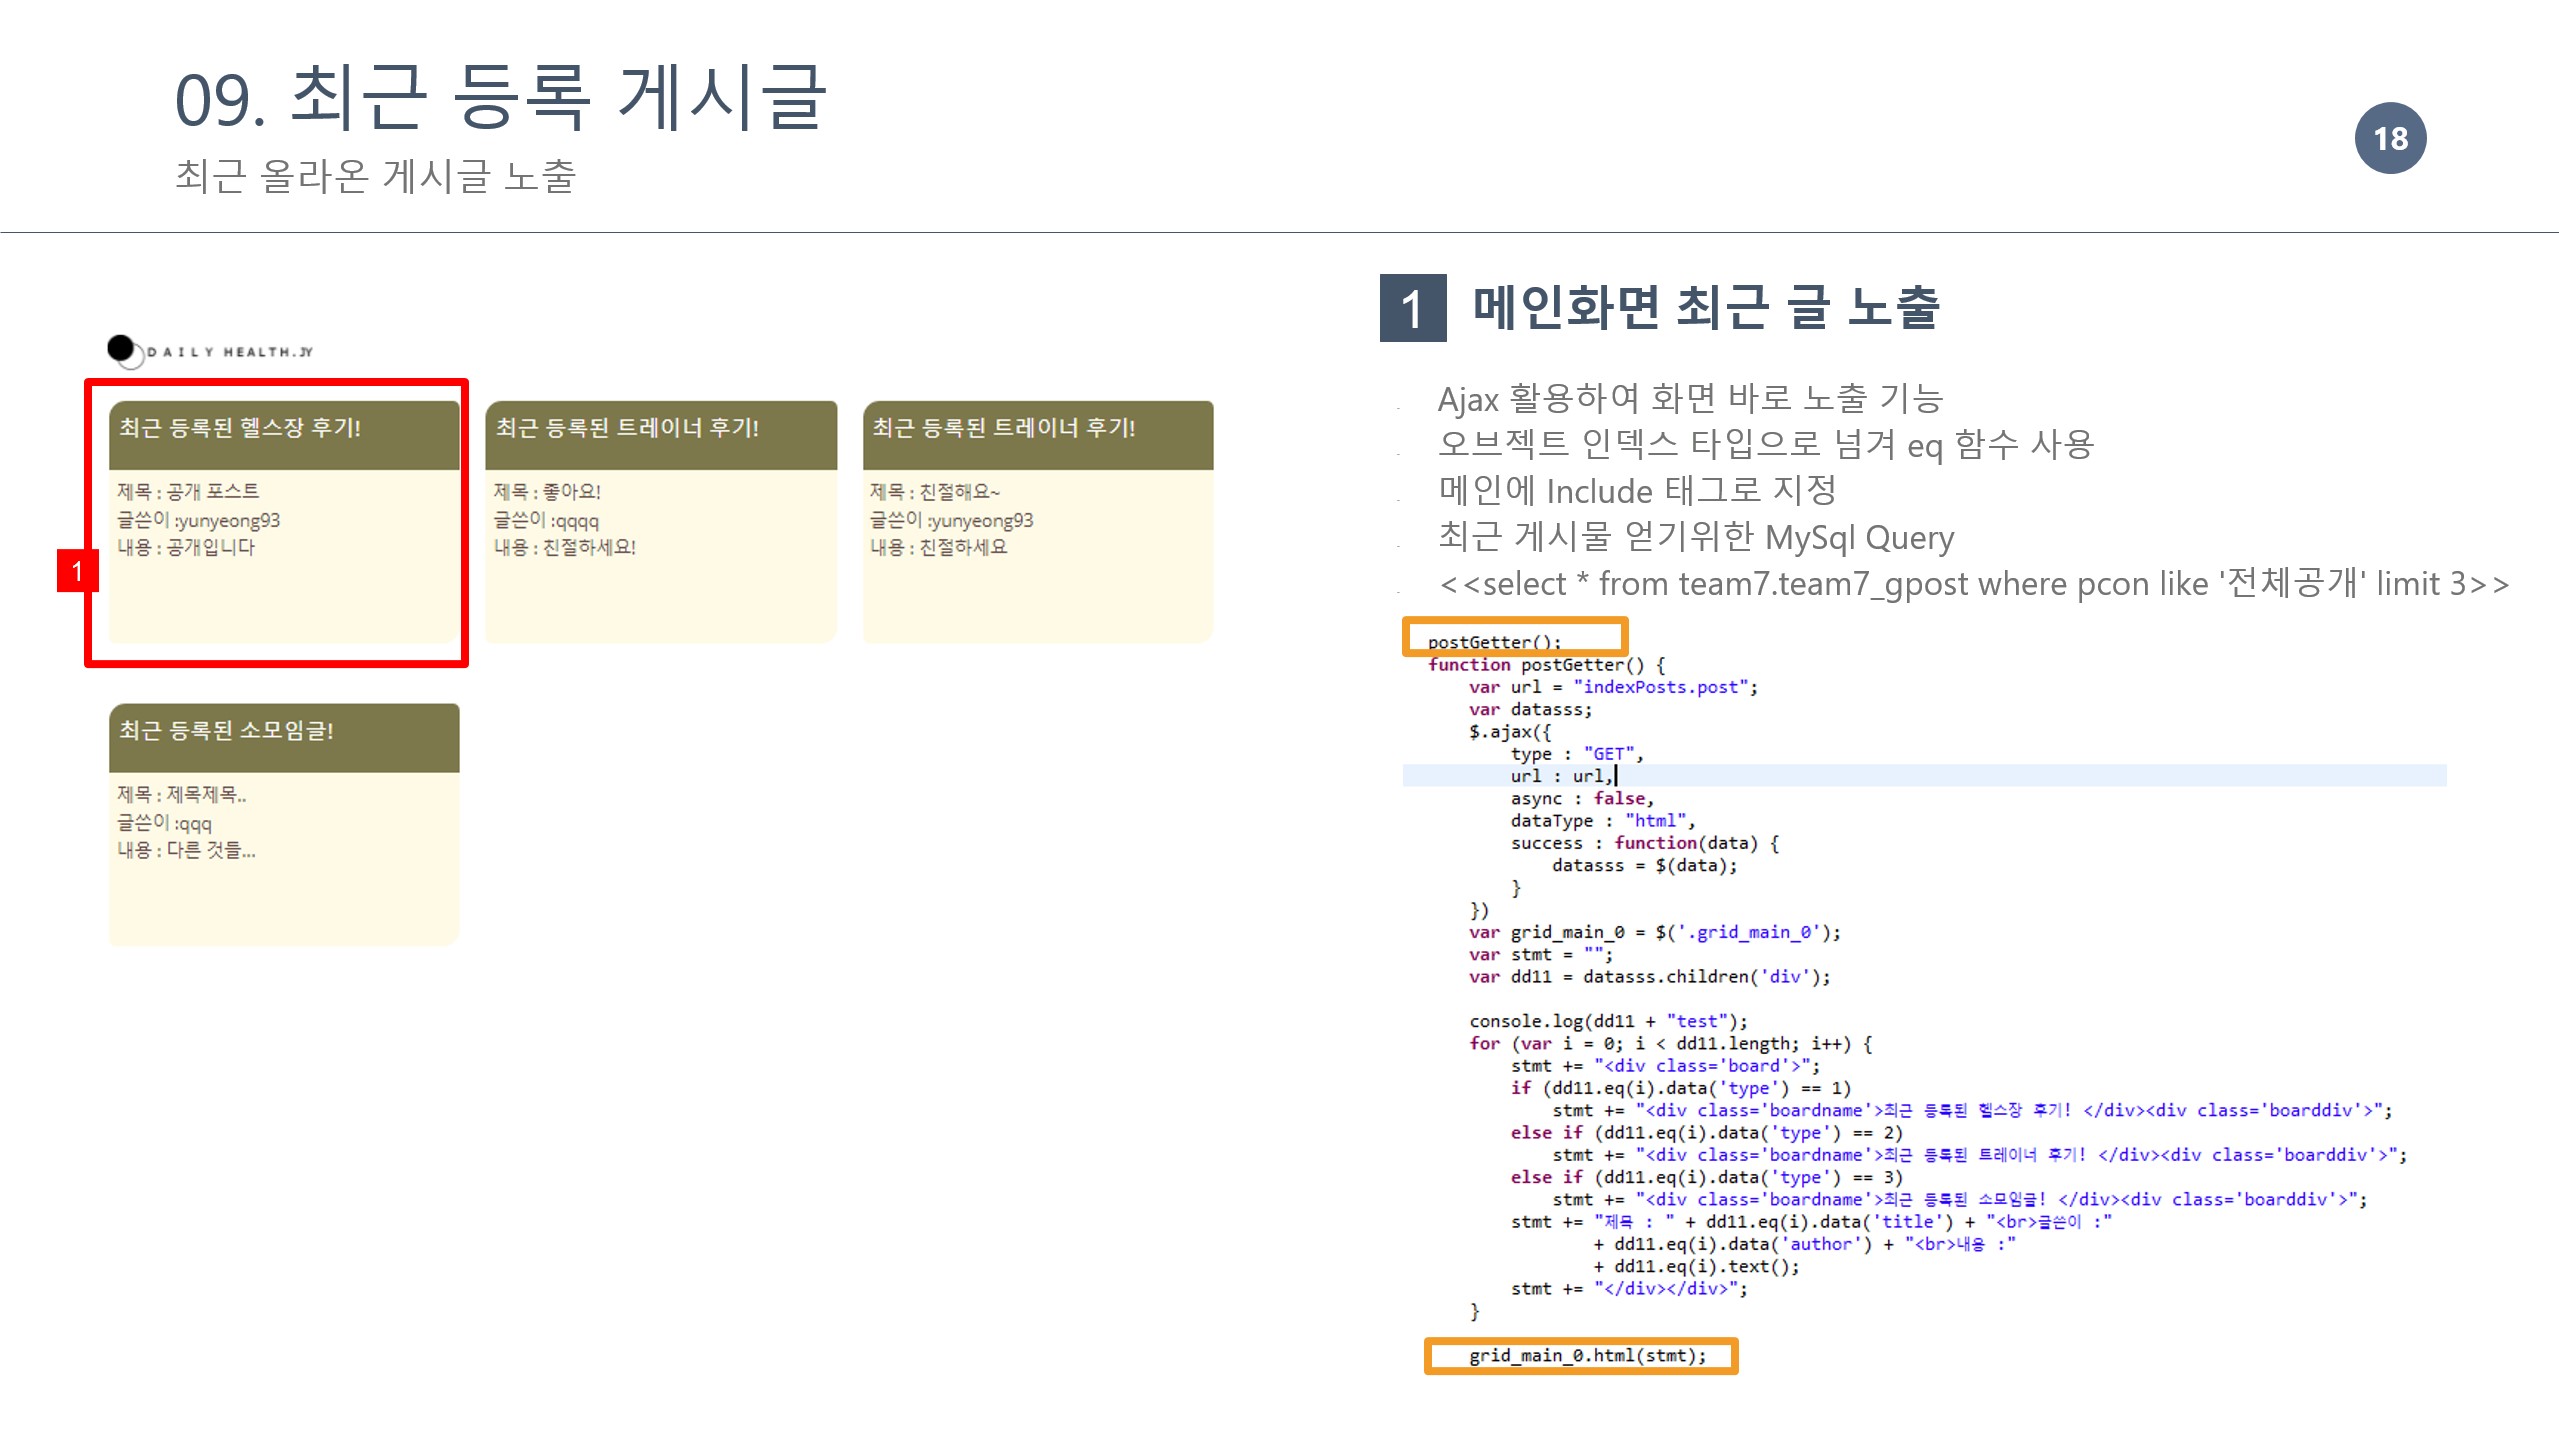 09. 최근 등록 게시글
최근 올라온 게시글 노출
18
DAILY HEALTH.JY
최근 등록된 헬스장 후기!
제목 : 공개 포스트
글쓴이 :yunyeong93
내용 : 공개입니다
1
최근 등록된 트레이너 후기!
제목 : 좋아요!
글쓴이 :qqqq
내용 : 친절하세요!
최근 등록된 트레이너 후기!
제목 : 친절해요~
글쓴이 :yunyeong93
내용 : 친절하세요
최근 등록된 소모임글!
제목 : 제목제목..
글쓴이 :qqq
내용 : 다른 것들...
1 메인화면 최근 글 노출
- Ajax 활용하여 화면 바로 노출 기능
- 오브젝트 인덱스 타입으로 넘겨 eq 함수 사용
- 메인에 Include 태그로 지정
- 최근 게시물 얻기위한 MySql Query
- <<select * from team7.team7_gpost where pcon like '전체공개' limit 3>>
postGetter();
function postGetter() {
var url = "indexPosts.post";
var datasss;
$.ajax({
type : "GET",
url : url,
async : false,
dataType : "html",
success : function(data) {
datasss = $(data);
}
})
var grid_main_0 = $('.grid_main_0');
var stmt = "";
var dd11 = datasss.children('div');
console.log(dd11 + "test");
for (var i = 0; i < dd11.length; i++) {
stmt += "<div class='board'>";
if (dd11.eq(i).data('type') == 1)
stmt += "<div class='boardname'>최근 등록된 헬스장 후기! </div><div class='boarddiv'>";
else if (dd11.eq(i).data('type') == 2)
stmt += "<div class='boardname'>최근 등록된 트레이너 후기! </div><div class='boarddiv'>";
else if (dd11.eq(i).data('type') == 3)
stmt += "<div class='boardname'>최근 등록된 소모임글! </div><div class='boarddiv'>";
stmt += "제목 : " + dd11.eq(i).data('title') + "<br>글쓴이 :"
+ dd11.eq(i).data('author') + "<br>내용 :"
+ dd11.eq(i).text();
stmt += "</div></div>";
}
grid_main_0.html(stmt);